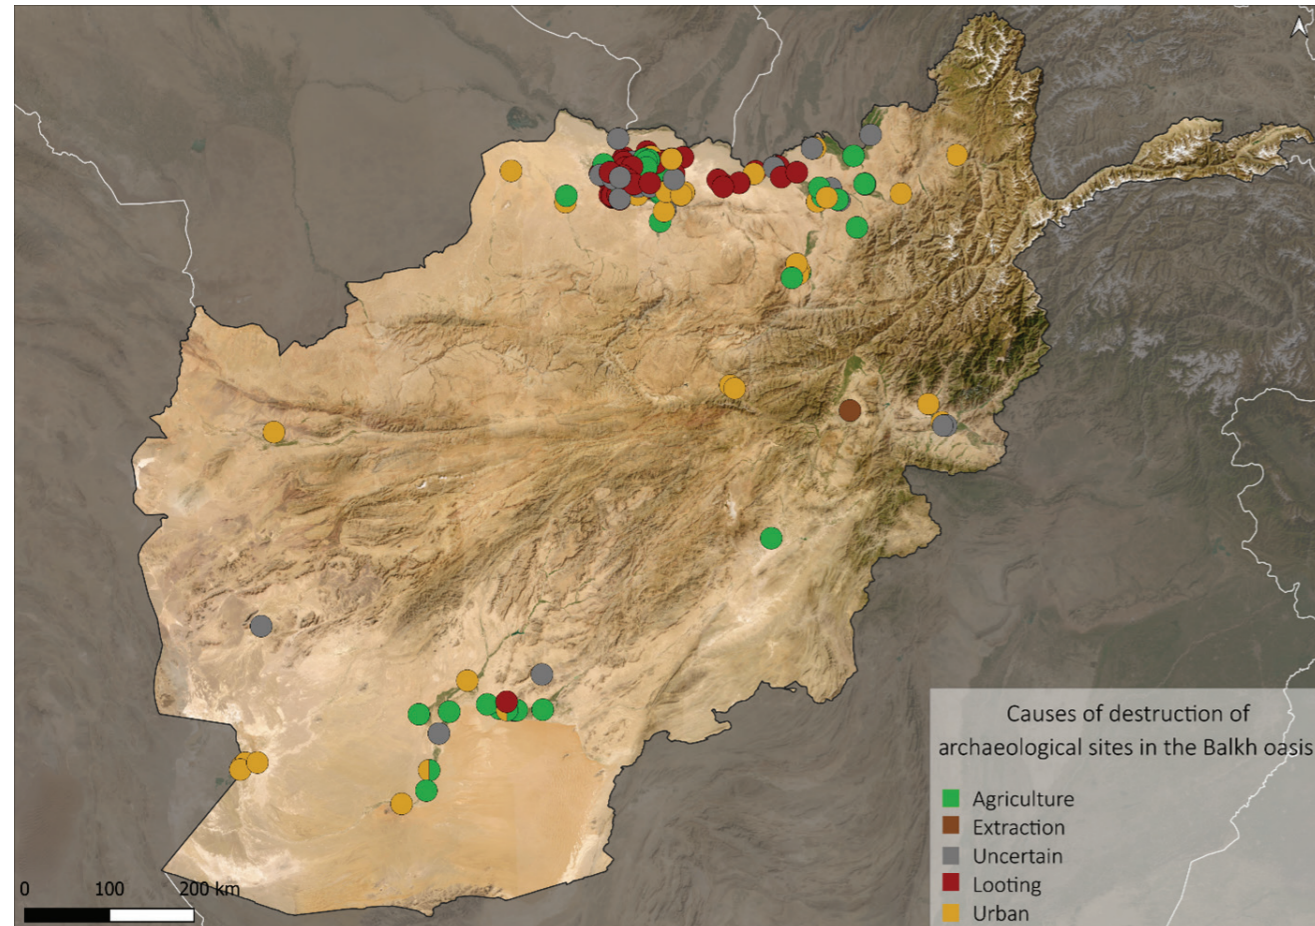 Causes of destruction of
archaeological sites in the Balkh oasis
Agriculture
Extraction
Uncertain
Looting
Urban
0 100 200 km